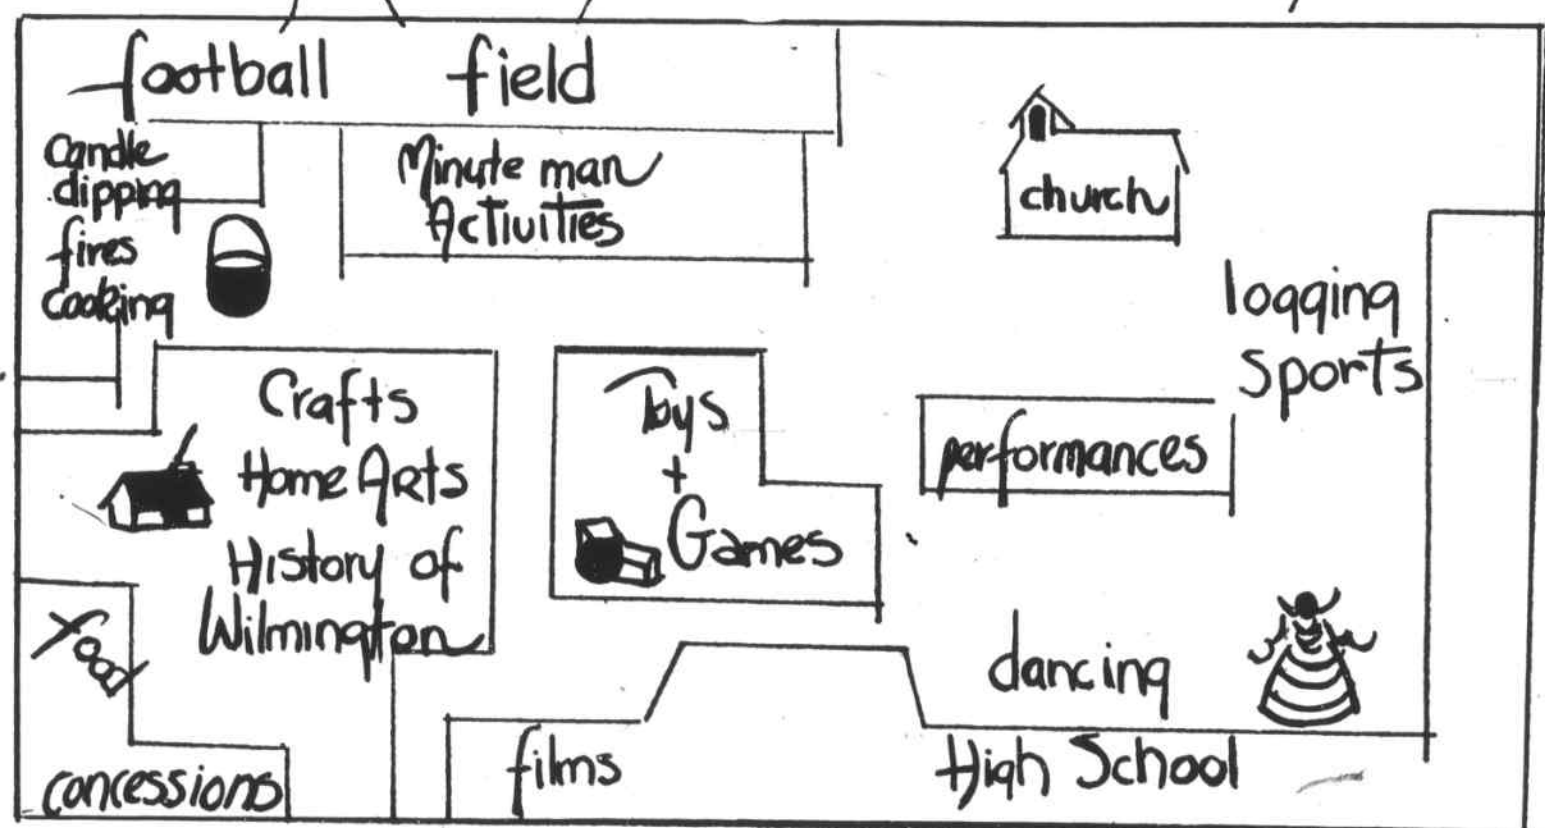 football field
candle
dipping
fires
cooking
Minute man
Activities
church
logging
sports
Crafts
Home Arts
History of
Wilmington
Toys
+
Games
performances
food
concessions
films
dancing
High School